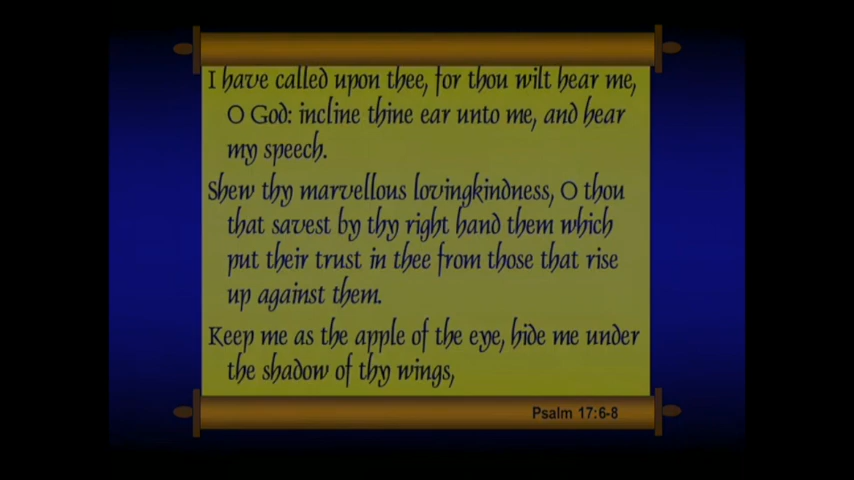 I have called upon thee, for thou wilt hear me,
O God: incline thine ear unto me, and hear
my speech.
Shew thy marvellous lovingkindness, O thou
that savest by thy right hand them which
put their trust in thee from those that rise
up against them.
Keep me as the apple of the eye, hide me under
the shadow of thy wings,
Psalm 17:6-8